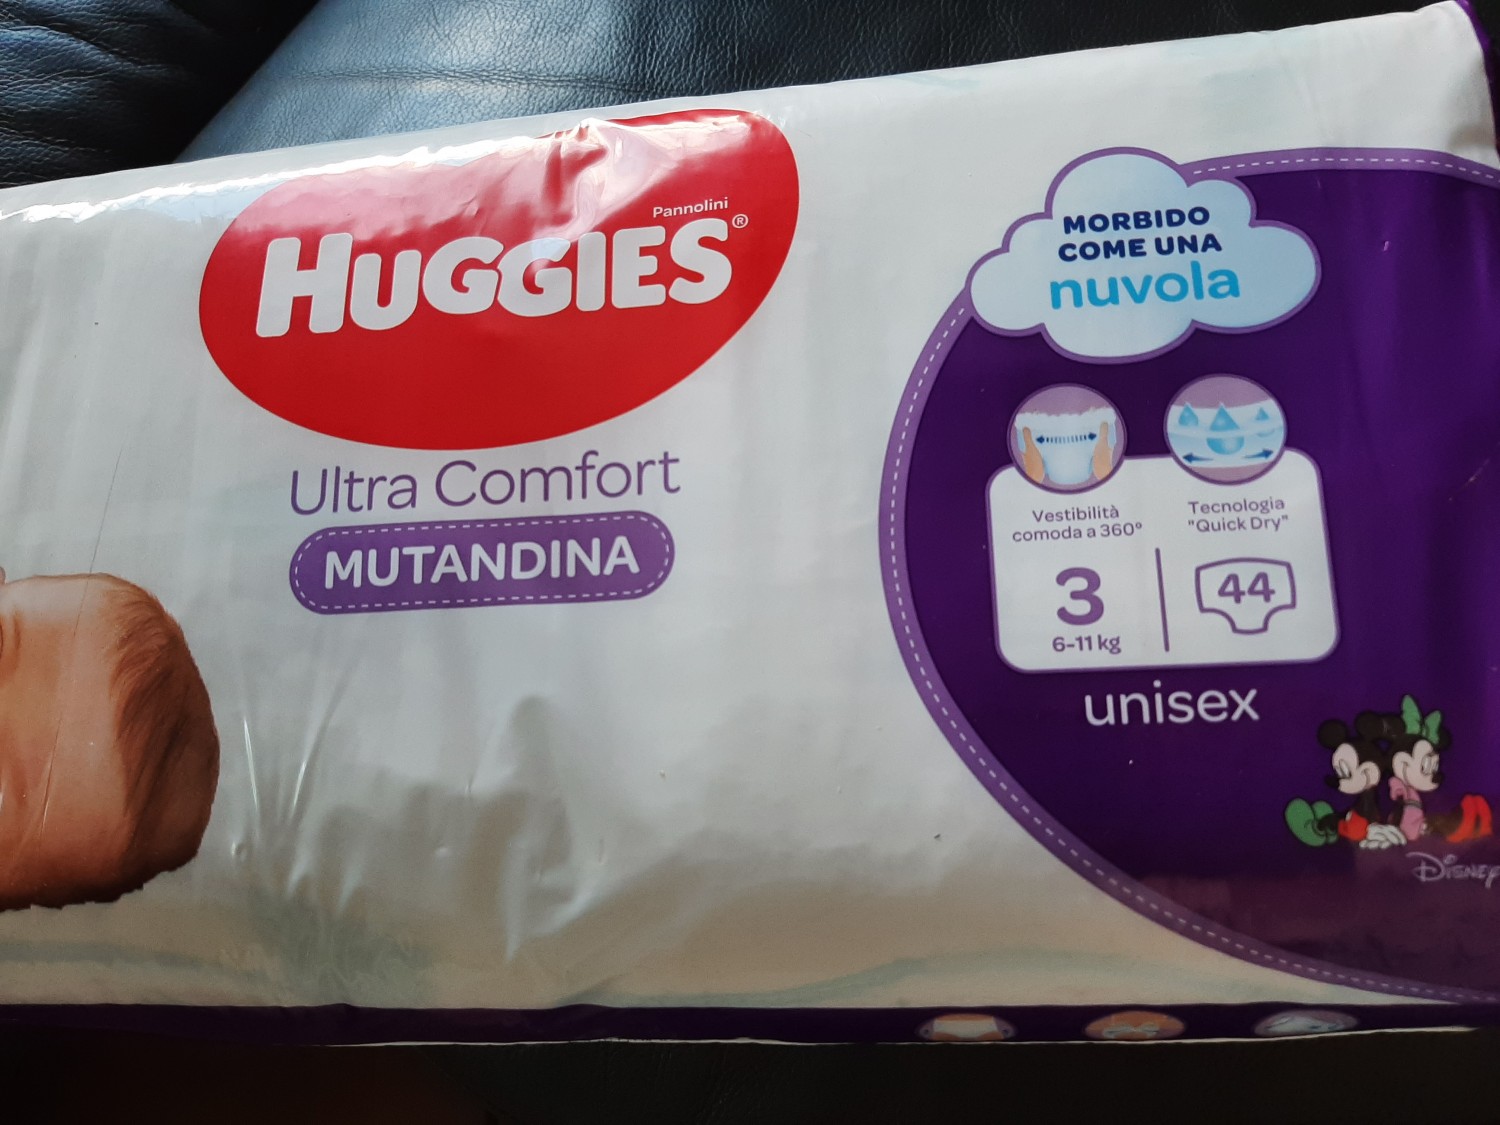 Pannolini
HUGGIES®
Ultra Comfort
MUTANDINA
MORBIDO
COME UNA
nuvola
Vestibilità
comoda a 360°
Tecnologia
"Quick Dry"
3
6-11 kg
44
unisex
Disney